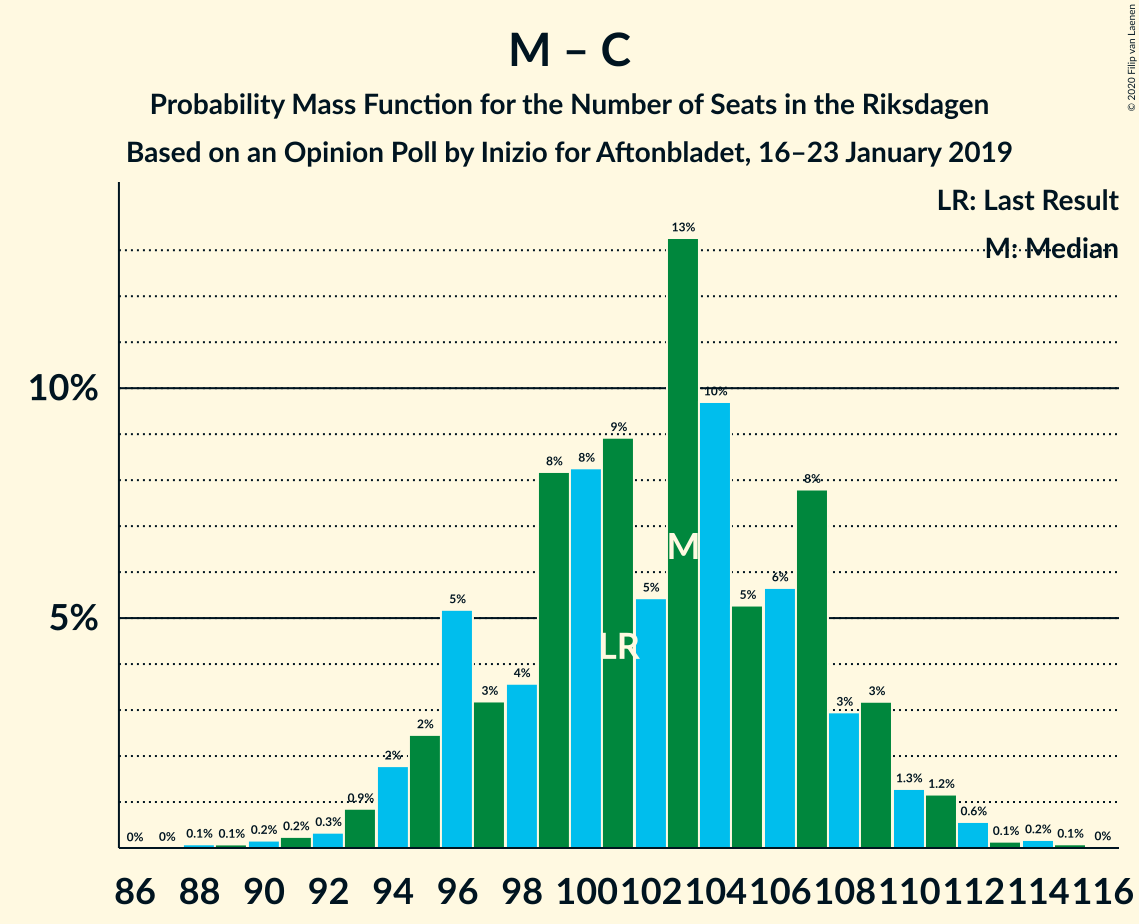 M – C
Probability Mass Function for the Number of Seats in the Riksdagen
Based on an Opinion Poll by Inizio for Aftonbladet, 16–23 January 2019
© 2020 Filip van Laenen
LR: Last Result
M: Median
10%
5%
0% 0% 0.1% 0.1% 0.2% 0.2% 0.3% 0.9% 2% 2% 5% 3% 4% 8% 8% 9% 5% 13% 10% 5% 6% 8% 3% 3% 1.3% 1.2% 0.6% 0.1% 0.2% 0.1% 0%
M
LR
86 88 90 92 94 96 98 100 102 104 106 108 110 112 114 116